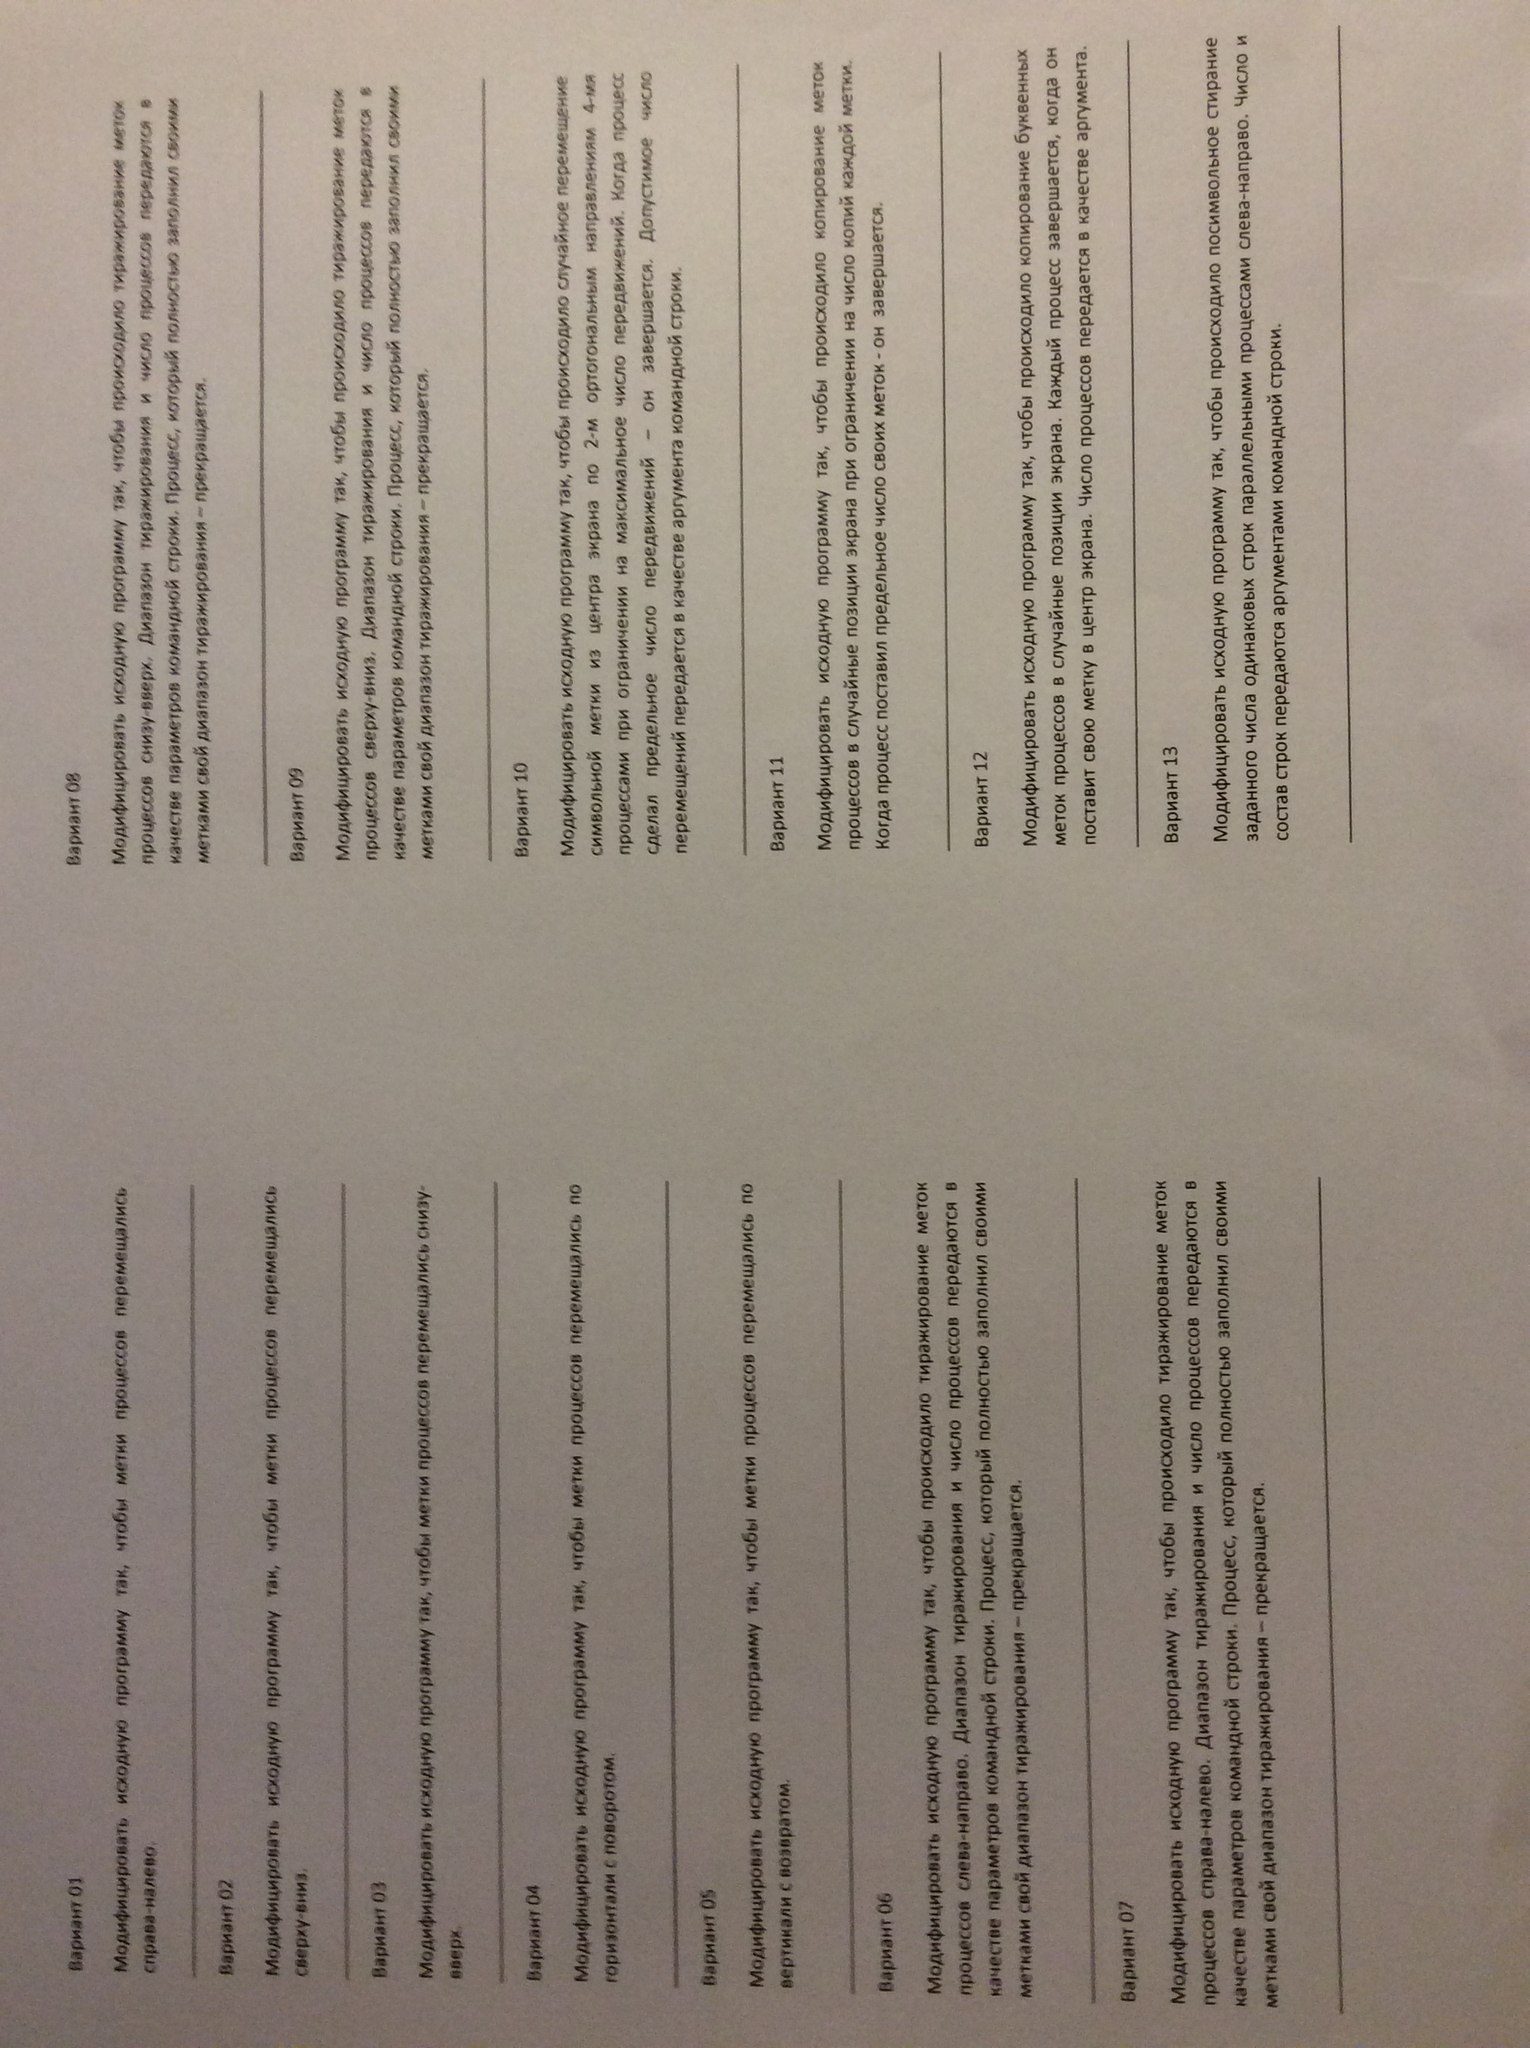 Вариант 01
Модифицировать исходную программу так, чтобы метки процессов перемещались
справа-налево.
Вариант 02
Модифицировать исходную программу так, чтобы метки процессов перемещались
сверху-вниз.
Вариант 03
Модифицировать исходную программу так, чтобы метки процессов перемещались снизу-
вверх.
Вариант 04
Модифицировать исходную программу так, чтобы метки процессов перемещались по
горизонтали с поворотом.
Вариант 05
Модифицировать исходную программу так, чтобы метки процессов перемещались по
вертикали с возвратом.
Вариант 06
Модифицировать исходную программу так, чтобы происходило тиражирование меток
процессов слева-направо. Диапазон тиражирования и число процессов передаются в
качестве параметров командной строки. Процесс, который полностью заполнил своими
метками свой диапазон тиражирования – прекращается.
Вариант 07
Модифицировать исходную программу так, чтобы происходило тиражирование меток
процессов справа-налево. Диапазон тиражирования и число процессов передаются в
качестве параметров командной строки. Процесс, который полностью заполнил своими
метками свой диапазон тиражирования – прекращается.
Вариант 08
Модифицировать исходную программу так, чтобы происходило тиражирование меток
процессов снизу-вверх. Диапазон тиражирования и число процессов передаются в
качестве параметров командной строки. Процесс, который полностью заполнил своими
метками свой диапазон тиражирования – прекращается.
Вариант 09
Модифицировать исходную программу так, чтобы происходило тиражирование меток
процессов сверху-вниз. Диапазон тиражирования и число процессов передаются в
качестве параметров командной строки. Процесс, который полностью заполнил своими
метками свой диапазон тиражирования – прекращается.
Вариант 10
Модифицировать исходную программу так, чтобы происходило случайное перемещение
символьной метки из центра экрана по 2-м ортогональным направлениям 4-мя
процессами при ограничении на максимальное число передвижений. Когда процесс
сделал предельное число передвижений – он завершается. Допустимое число
перемещений передается в качестве аргумента командной строки.
Вариант 11
Модифицировать исходную программу так, чтобы происходило копирование меток
процессов в случайные позиции экрана при ограничении на число копий каждой метки.
Когда процесс поставил предельное число своих меток - он завершается.
Вариант 12
Модифицировать исходную программу так, чтобы происходило копирование буквенных
меток процессов в случайные позиции экрана. Каждый процесс завершается, когда он
поставит свою метку в центр экрана. Число процессов передается в качестве аргумента.
Вариант 13
Модифицировать исходную программу так, чтобы происходило посимвольное стирание
заданного числа одинаковых строк параллельными процессами слева-направо. Число и
состав строк передаются аргументами командной строки.